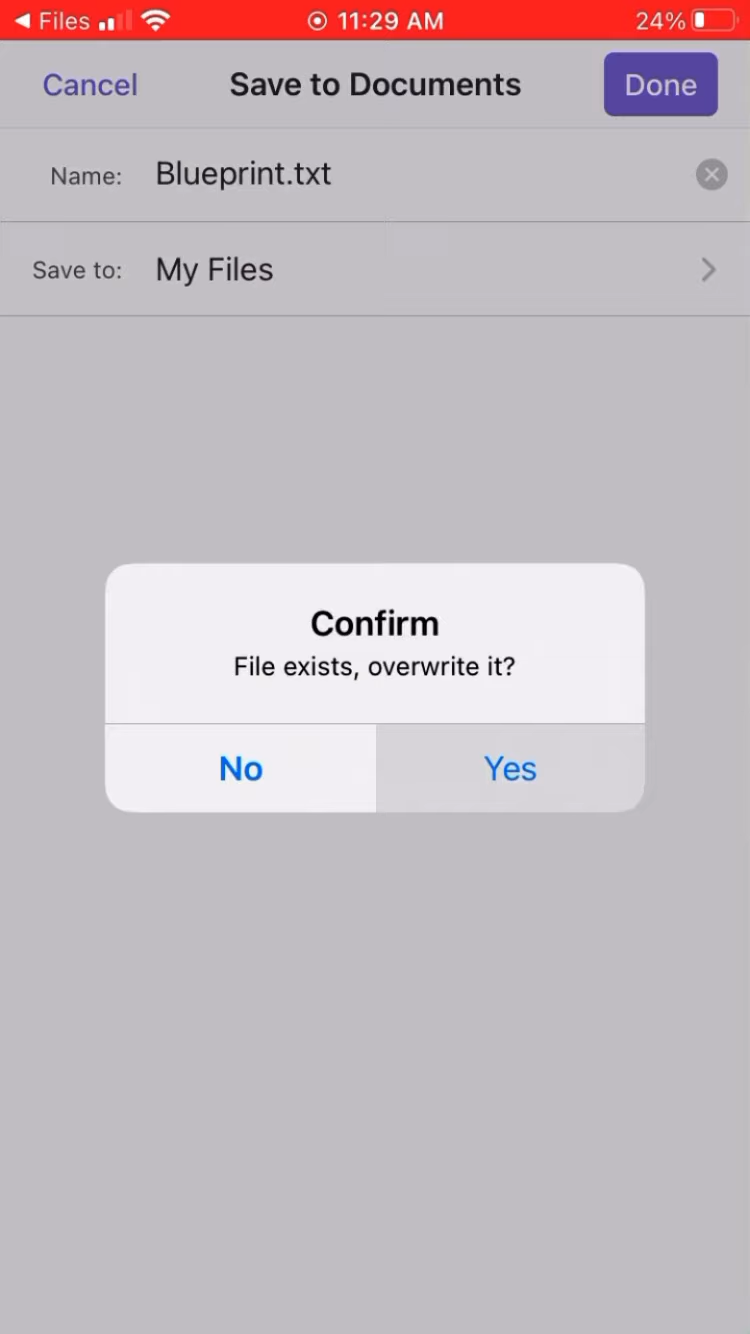 Files 11:29 AM 24%
Cancel Save to Documents Done
Name: Blueprint.txt
Save to: My Files
Confirm
File exists, overwrite it?
No Yes